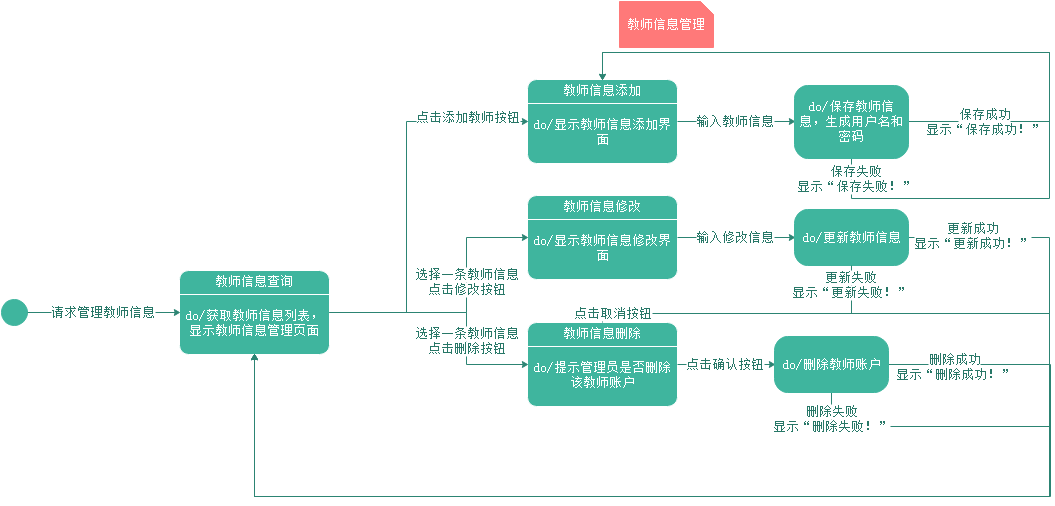 教师信息管理
教师信息添加
do/显示教师信息添加界
面
点击添加教师按钮
输入教师信息
do/保存教师信
息，生成用户名和
密码
保存成功
显示“保存成功！”
保存失败
显示“保存失败！”
教师信息修改
do/显示教师信息修改界
面
选择一条教师信息
点击修改按钮
输入修改信息
do/更新教师信息
更新成功
显示“更新成功！”
更新失败
显示“更新失败！”
请求管理教师信息
教师信息查询
do/获取教师信息列表，
显示教师信息管理页面
点击取消按钮
选择一条教师信息
点击删除按钮
教师信息删除
do/提示管理员是否删除
该教师账户
点击确认按钮
do/删除教师账户
删除成功
显示“删除成功！”
删除失败
显示“删除失败！”